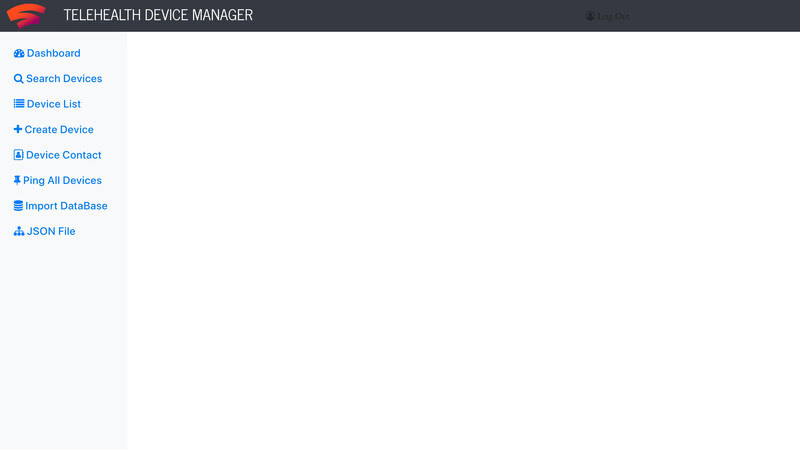 TELEHEALTH DEVICE MANAGER
Log Out
Dashboard
Search Devices
Device List
Create Device
Device Contact
Ping All Devices
Import DataBase
JSON File